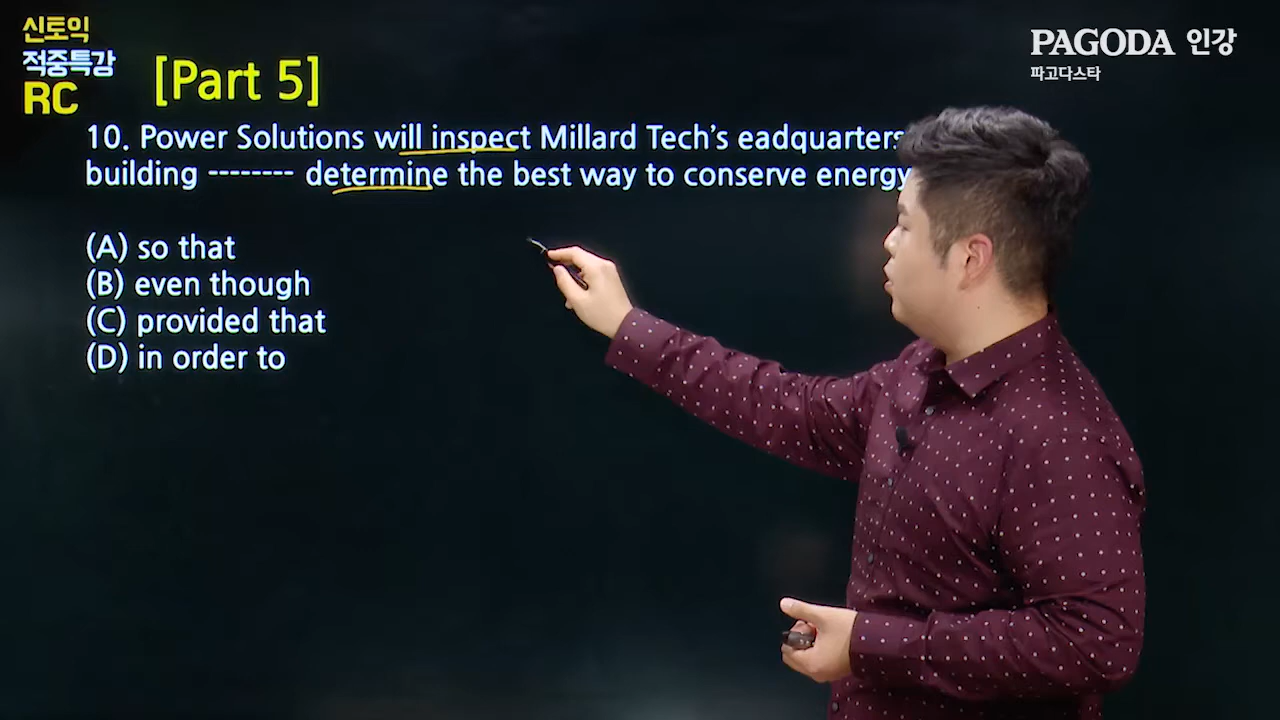 신토익
적중특강
RC
PAGODA 인강
파고다스타
[Part 5]
10. Power Solutions will inspect Millard Tech's eadquarters
building -------- determine the best way to conserve energy
(A) so that
(B) even though
(C) provided that
(D) in order to